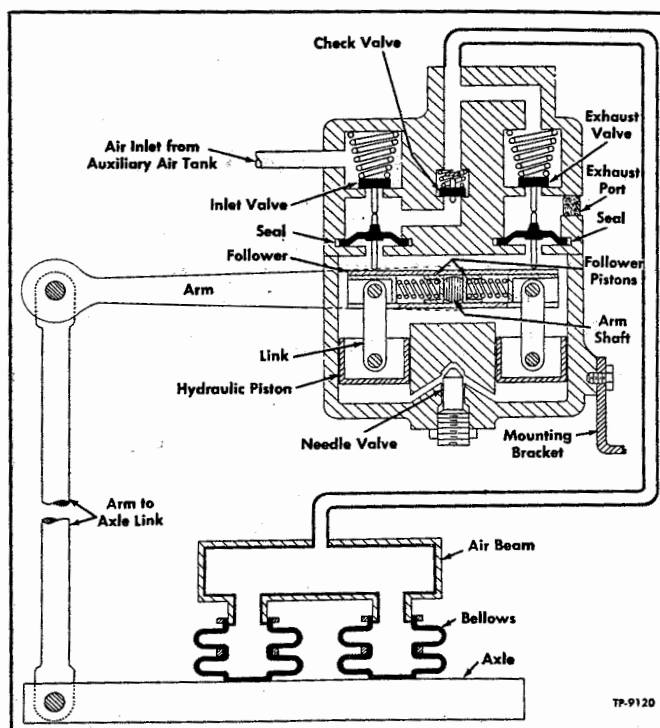 Check Valve
Exhaust
Valve
Air Inlet from
Auxiliary Air Tank
Exhaust
Port
Inlet Valve
Seal
Seal
Follower
Follower
Pistons
Arm
Arm
Shaft
Link
Hydraulic Piston
Needle Valve
Mounting
Bracket
Arm to
Axle Link
Air Beam
Bellows
Axle
TP-9120